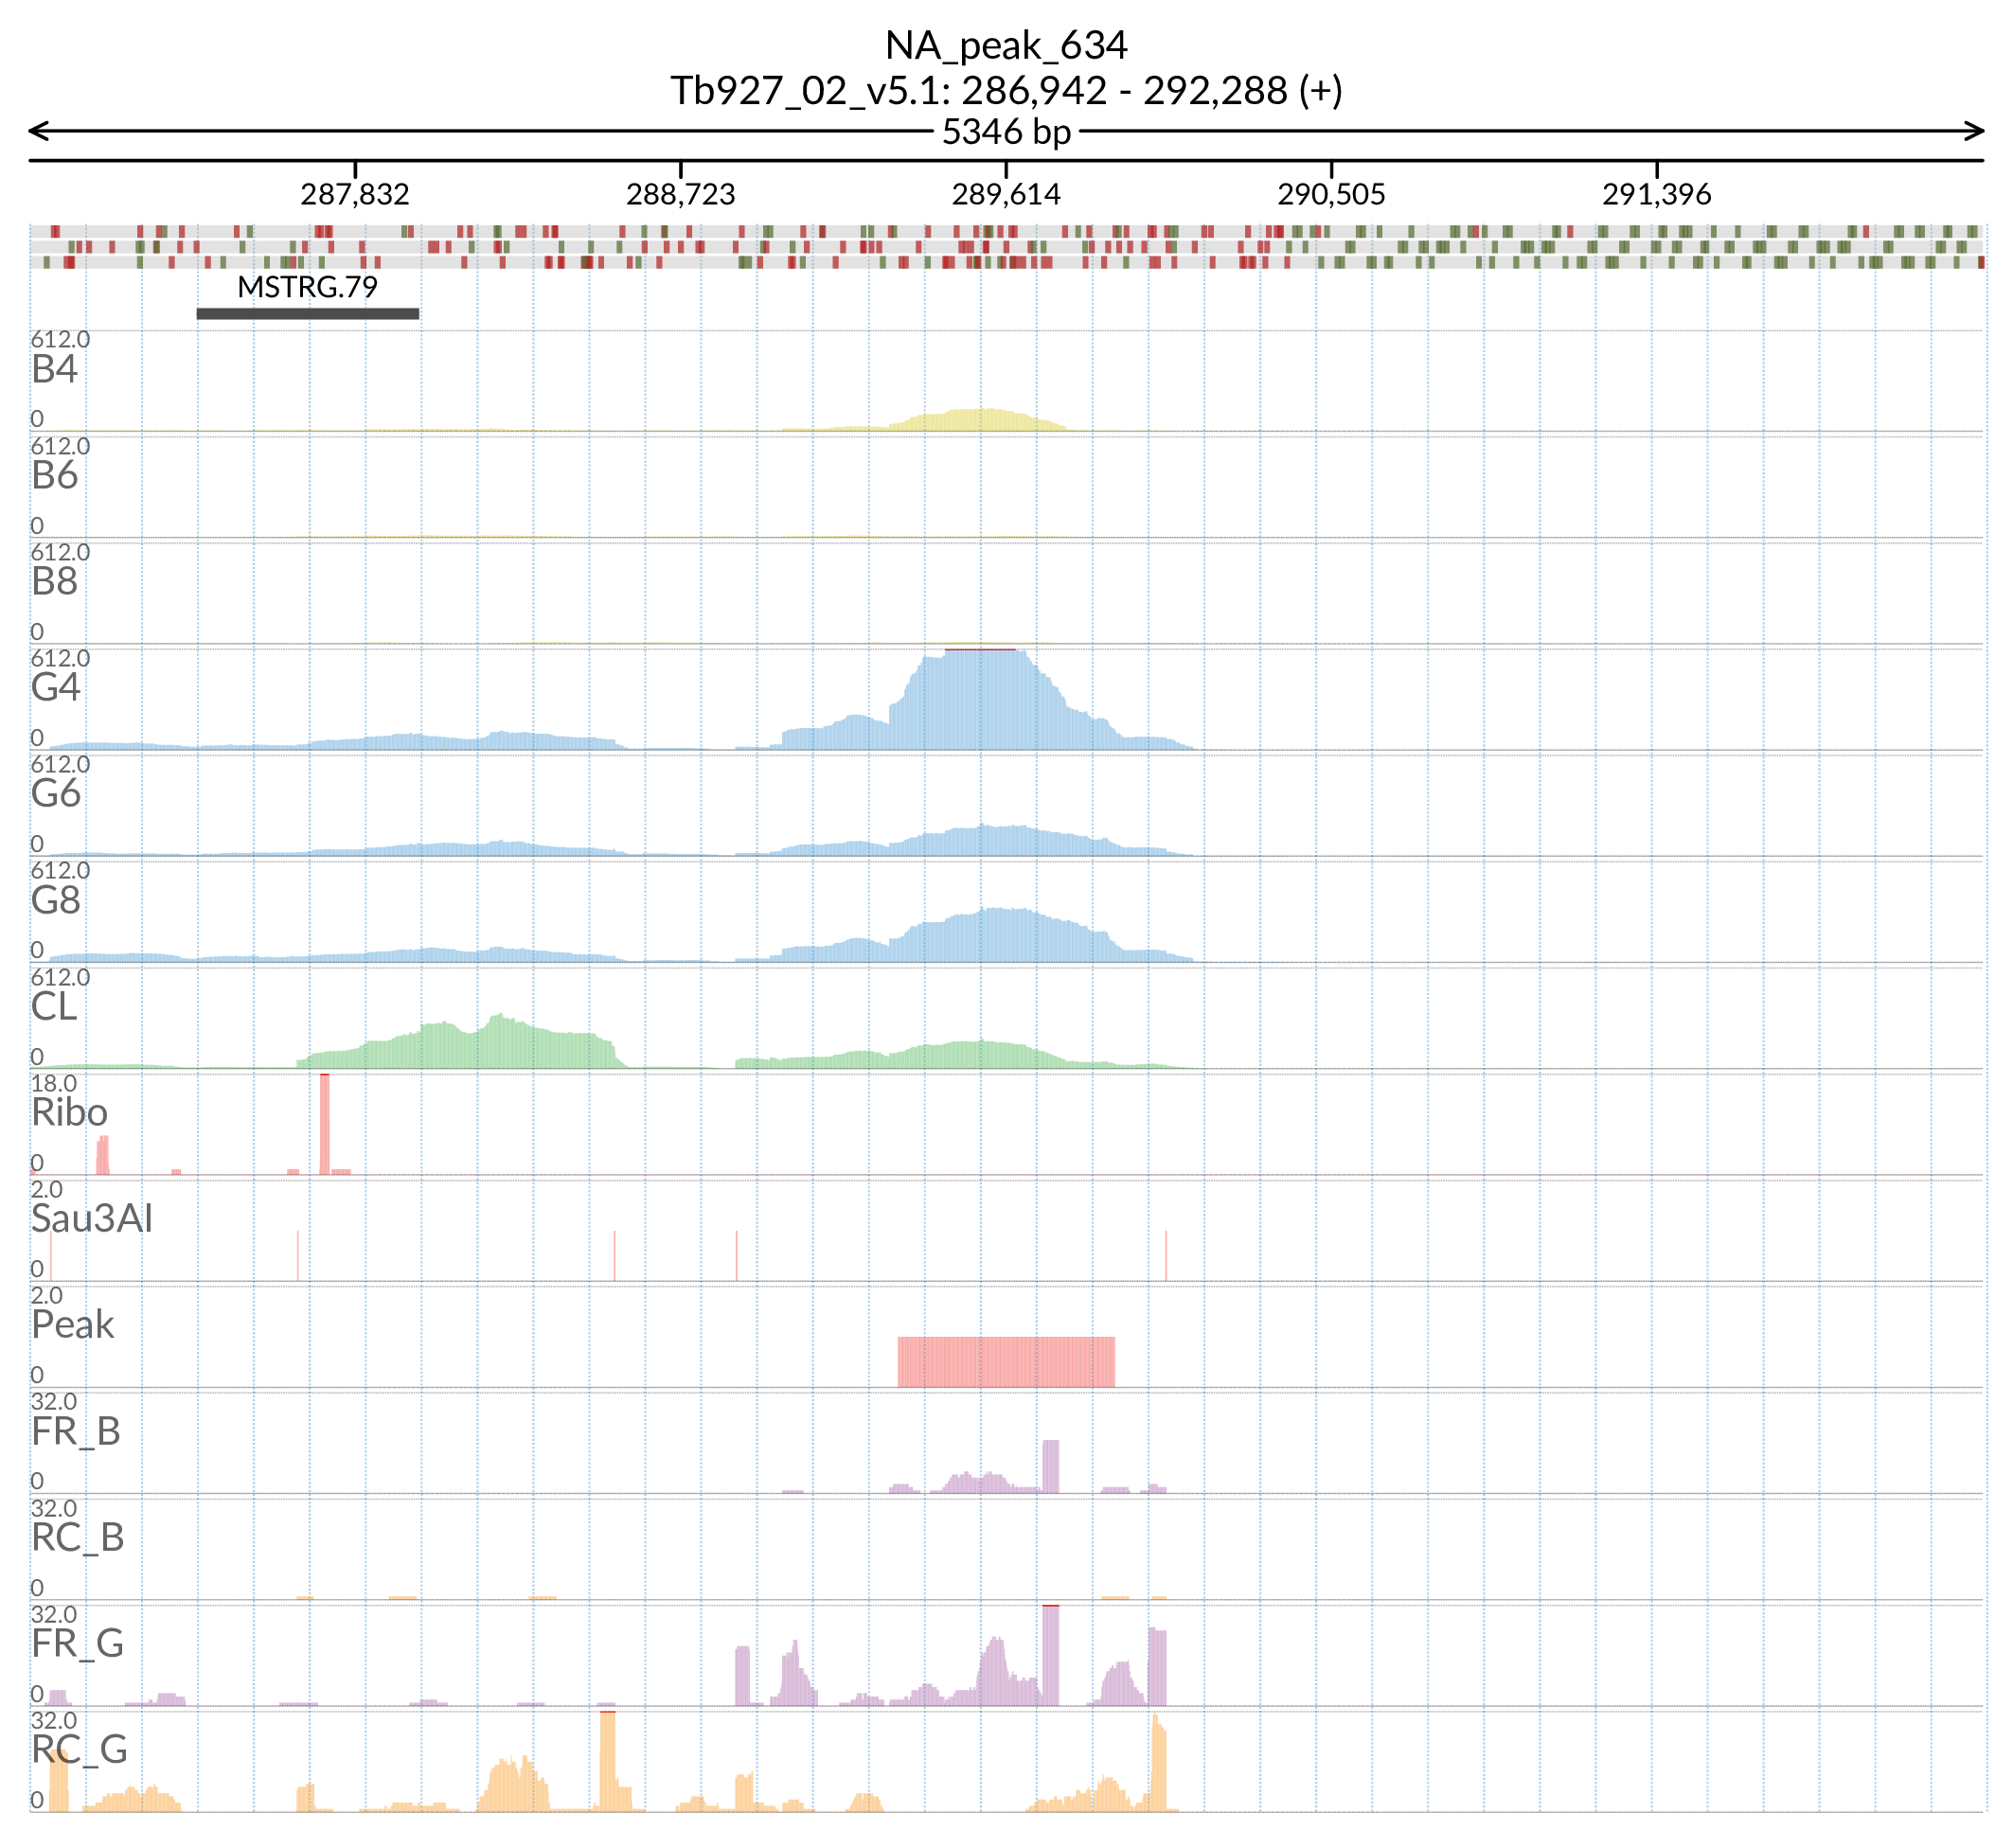 NA_peak_634
Tb927_02_v5.1: 286,942 - 292,288 (+)
5346 bp
287,832 288,723 289,614 290,505 291,396
MSTRG.79
612.0
B4
0
612.0
B6
0
612.0
B8
0
612.0
G4
0
612.0
G6
0
612.0
G8
0
612.0
CL
0
18.0
Ribo
0
2.0
Sau3AI
0
2.0
Peak
0
32.0
FR_B
0
32.0
RC_B
0
32.0
FR_G
0
32.0
RC_G
0